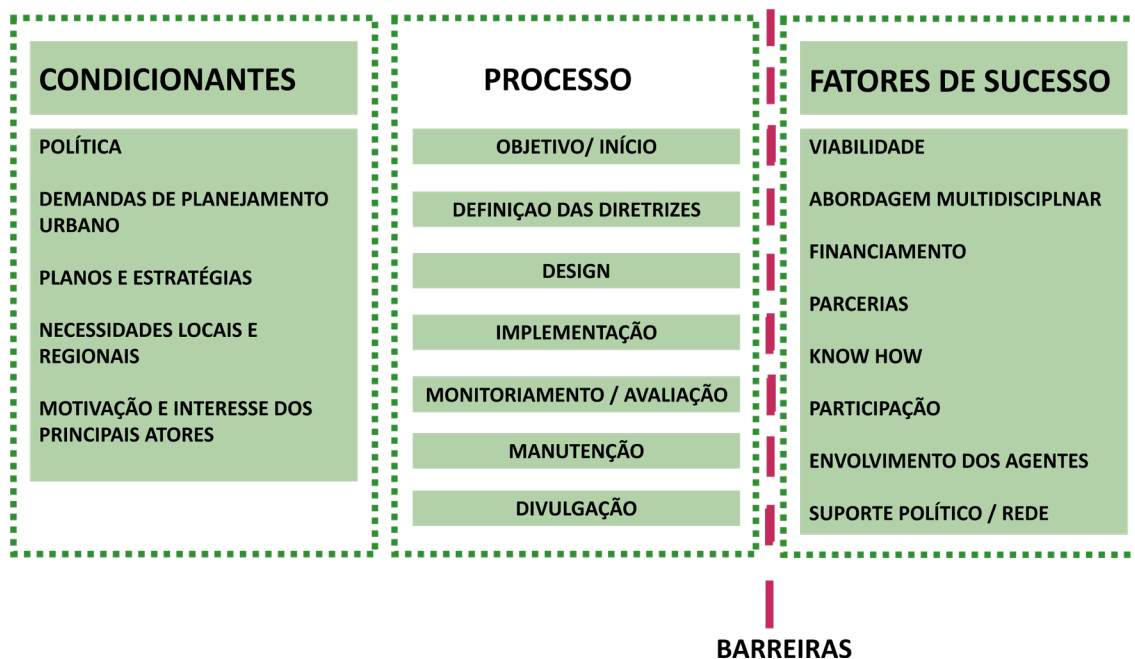 CONDICIONANTES
POLÍTICA
DEMANDAS DE PLANEJAMENTO
URBANO
PLANOS E ESTRATÉGIAS
NECESSIDADES LOCAIS E
REGIONAIS
MOTIVAÇÃO E INTERESSE DOS
PRINCIPAIS ATORES
PROCESSO
OBJETIVO/ INÍCIO
DEFINIÇAO DAS DIRETRIZES
DESIGN
IMPLEMENTAÇÃO
MONITORIAMENTO / AVALIAÇÃO
MANUTENÇÃO
DIVULGAÇÃO
FATORES DE SUCESSO
VIABILIDADE
ABORDAGEM MULTIDISCIPLNAR
FINANCIAMENTO
PARCERIAS
KNOW HOW
PARTICIPAÇÃO
ENVOLVIMENTO DOS AGENTES
SUPORTE POLÍTICO / REDE
BARREIRAS